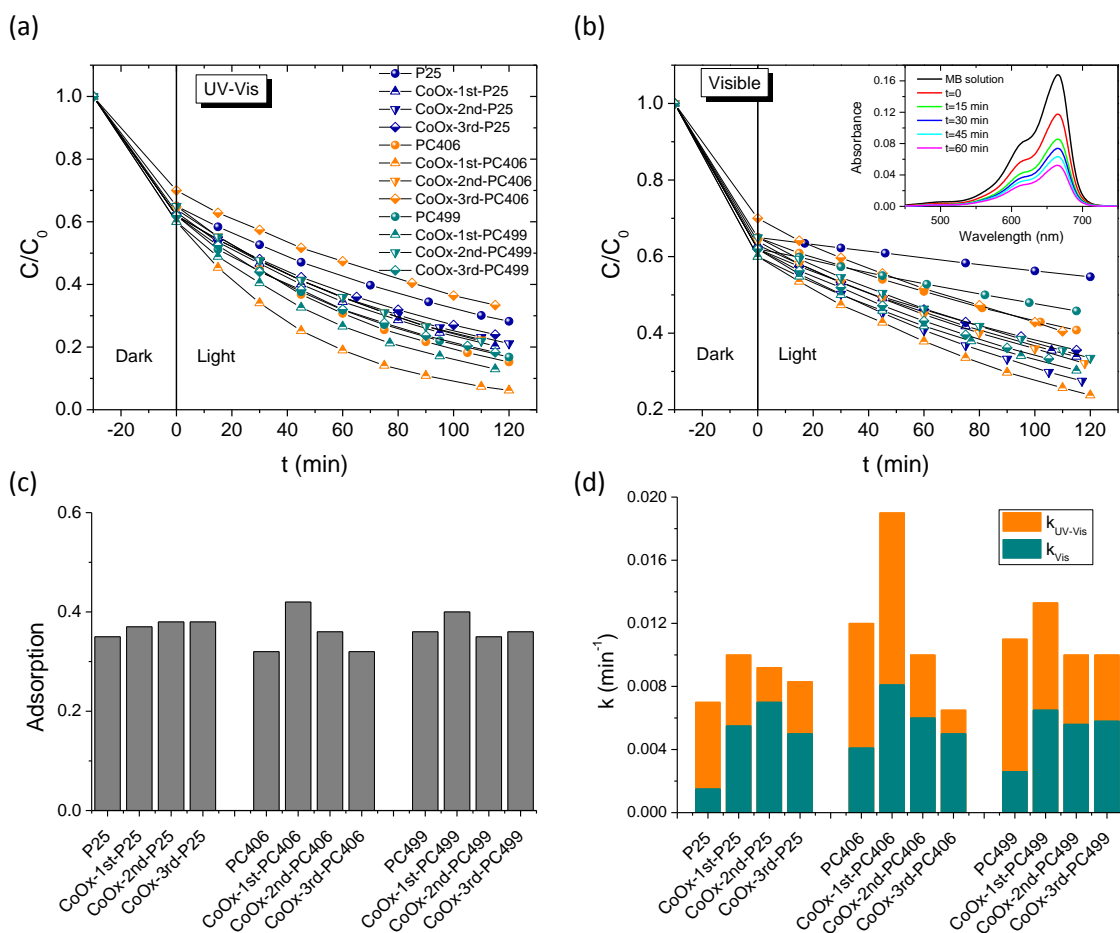 (a)
UV-Vis
P25
CoOx-1st-P25
CoOx-2nd-P25
CoOx-3rd-P25
PC406
CoOx-1st-PC406
CoOx-2nd-PC406
CoOx-3rd-PC406
PC499
CoOx-1st-PC499
CoOx-2nd-PC499
CoOx-3rd-PC499
1.0
0.8
0.6
0.4
0.2
0.0
C/C0
Dark
Light
-20 0 20 40 60 80 100 120
t (min)
(b)
Visible
MB solution
t=0
t=15 min
t=30 min
t=45 min
t=60 min
0.16
0.12
0.08
0.04
0.00
Absorbance
500 600 700
Wavelength (nm)
1.0
0.8
0.6
0.4
0.2
C/C0
Dark
Light
-20 0 20 40 60 80 100 120
t (min)
(c)
0.6
0.4
0.2
0.0
Adsorption
P25
CoOx-1st-P25
CoOx-2nd-P25
CoOx-3rd-P25
PC406
CoOx-1st-PC406
CoOx-2nd-PC406
CoOx-3rd-PC406
PC499
CoOx-1st-PC499
CoOx-2nd-PC499
CoOx-3rd-PC499
(d)
kUV-Vis
kVis
0.020
0.016
0.012
0.008
0.004
0.000
k (min-1)
P25
CoOx-1st-P25
CoOx-2nd-P25
CoOx-3rd-P25
PC406
CoOx-1st-PC406
CoOx-2nd-PC406
CoOx-3rd-PC406
PC499
CoOx-1st-PC499
CoOx-2nd-PC499
CoOx-3rd-PC499